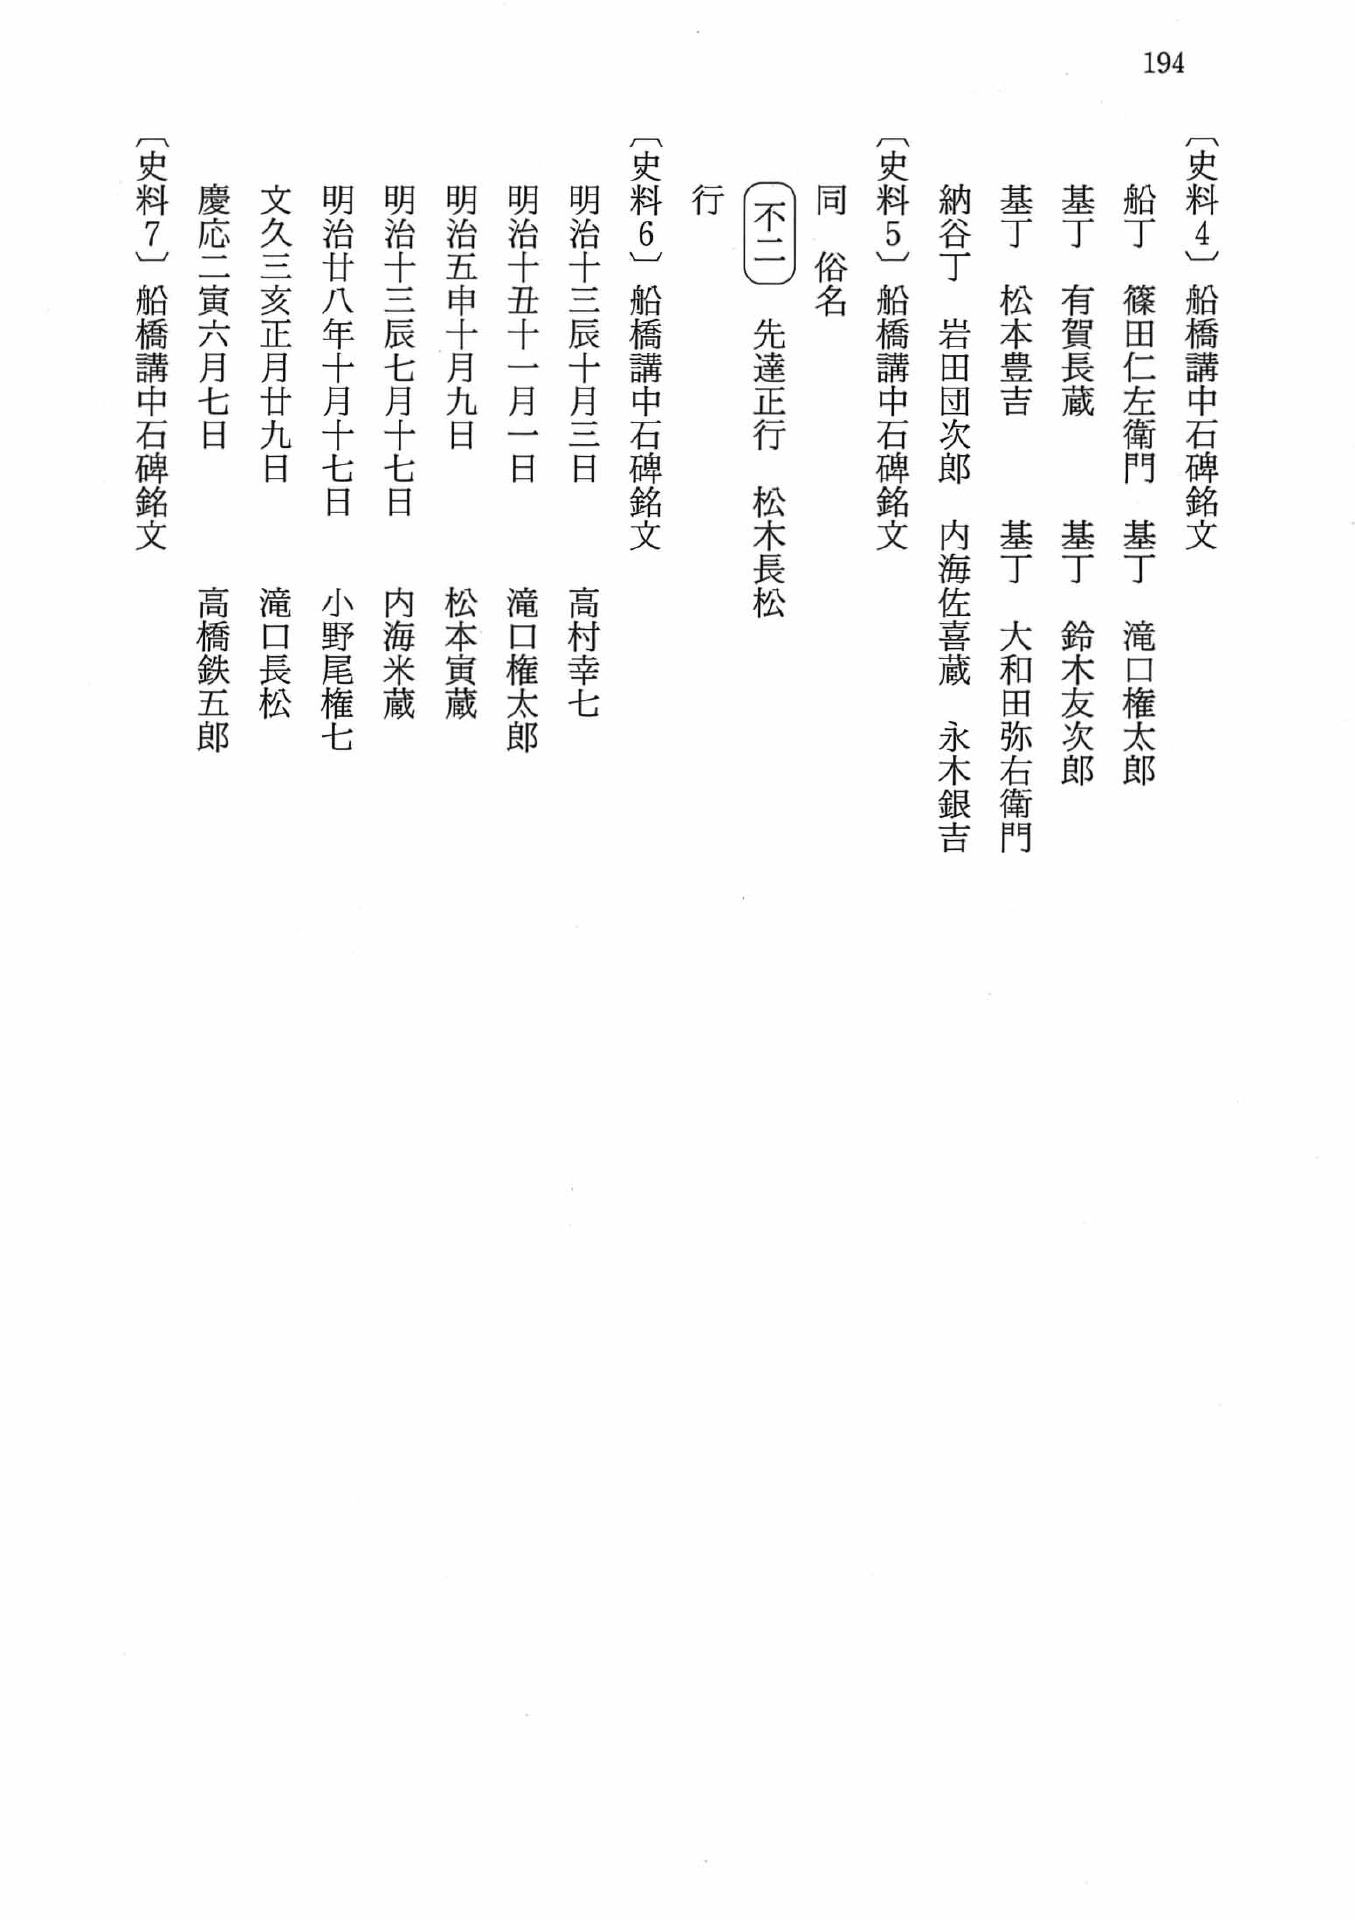 194
〔史料4〕船橋講中石碑銘文
船丁　篠田仁左衛門　基丁　滝口権太郎
基丁　有賀長蔵　　　基丁　鈴木友次郎
基丁　松本豊吉　　　基丁　大和田弥右衛門
納谷丁　岩田団次郎　内海佐喜蔵　永木銀吉
〔史料5〕船橋講中石碑銘文
同　俗名
不二　先達正行　松木長松
行
〔史料6〕船橋講中石碑銘文
明治十三辰十月三日　　　高村幸七
明治十丑十一月一日　　　滝口権太郎
明治五申十月九日　　　　松本寅蔵
明治十三辰七月十七日　　内海米蔵
明治廿八年十月十七日　　小野尾権七
文久三亥正月廿九日　　　滝口長松
慶応二寅六月七日　　　　高橋鉄五郎
〔史料7〕船橋講中石碑銘文